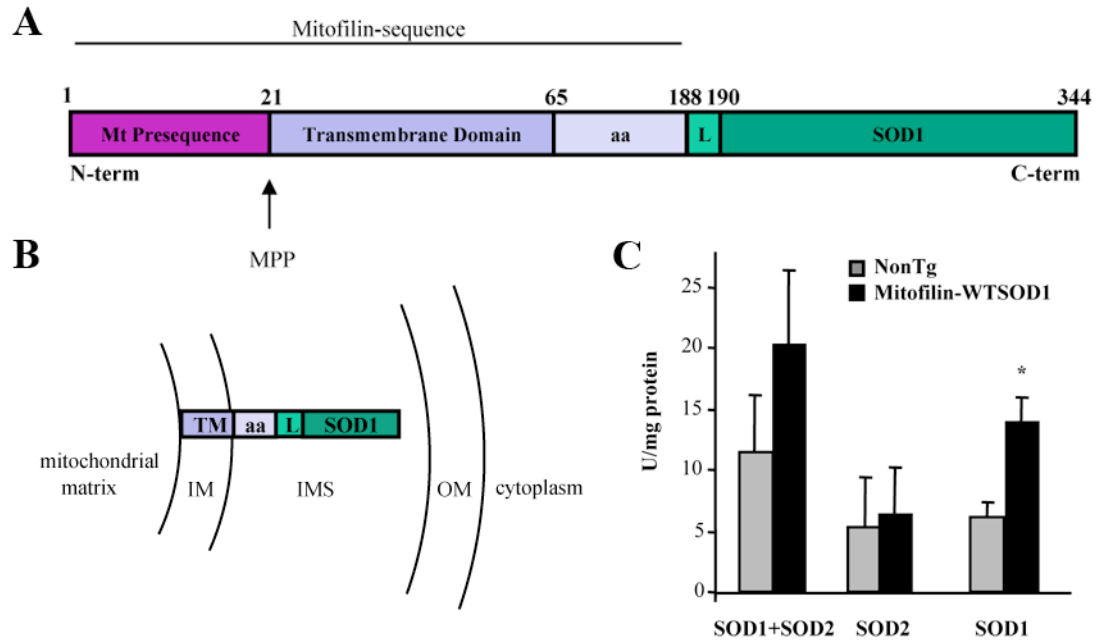 A
Mitofilin-sequence
1 21 65 188 190 344
Mt Presequence Transmembrane Domain aa L SOD1
N-term C-term
MPP
B
TM aa L SOD1
mitochondrial
matrix
IM IMS OM cytoplasm
C
NonTg
Mitofilin-WTSOD1
U/mg protein
25
20
15
10
5
0
*
SOD1+SOD2 SOD2 SOD1